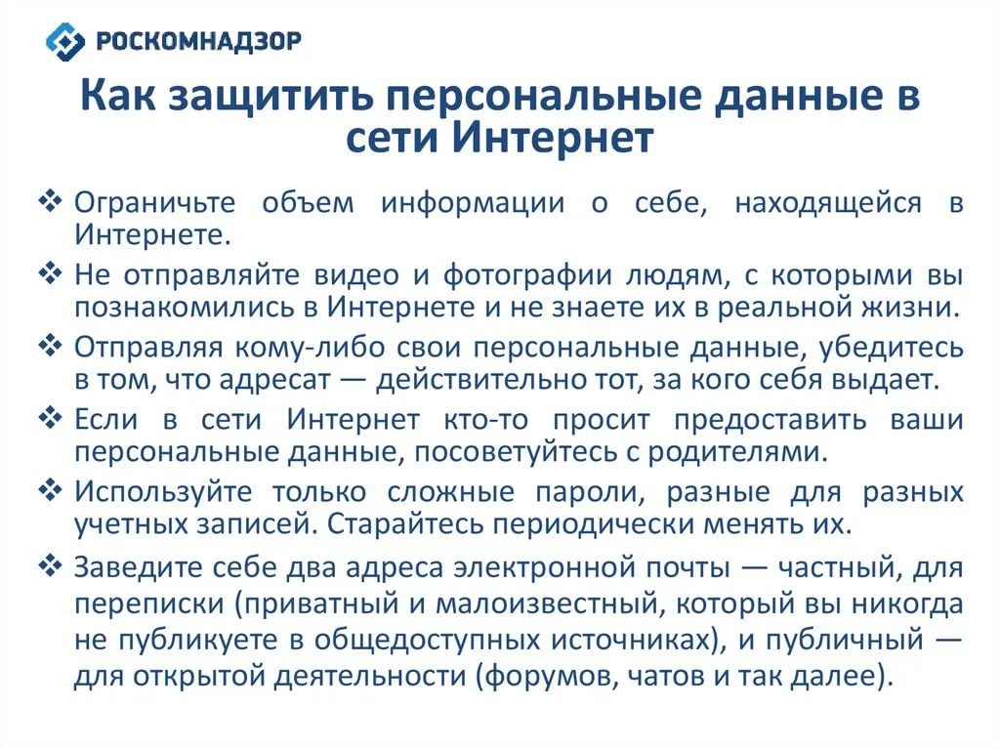 РОСКОМНАДЗОР
Как защитить персональные данные в
сети Интернет
❖ Ограничьте объем информации о себе, находящейся в
Интернете.
❖ Не отправляйте видео и фотографии людям, с которыми вы
познакомились в Интернете и не знаете их в реальной жизни.
❖ Отправляя кому-либо свои персональные данные, убедитесь
в том, что адресат — действительно тот, за кого себя выдает.
❖ Если в сети Интернет кто-то просит предоставить ваши
персональные данные, посоветуйтесь с родителями.
❖ Используйте только сложные пароли, разные для разных
учетных записей. Старайтесь периодически менять их.
❖ Заведите себе два адреса электронной почты — частный, для
переписки (приватный и малоизвестный, который вы никогда
не публикуете в общедоступных источниках), и публичный —
для открытой деятельности (форумов, чатов и так далее).